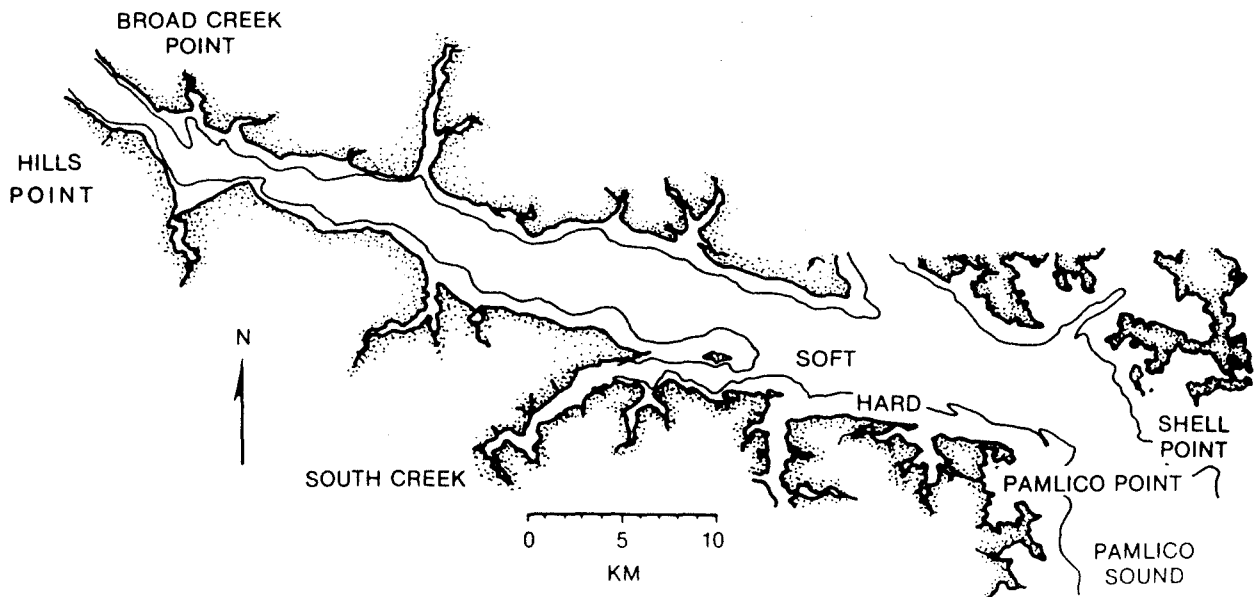 BROAD CREEK
POINT
HILLS
POINT
N
SOFT
HARD
SHELL
POINT
SOUTH CREEK
PAMLICO POINT
0 5 10
KM
PAMLICO
SOUND